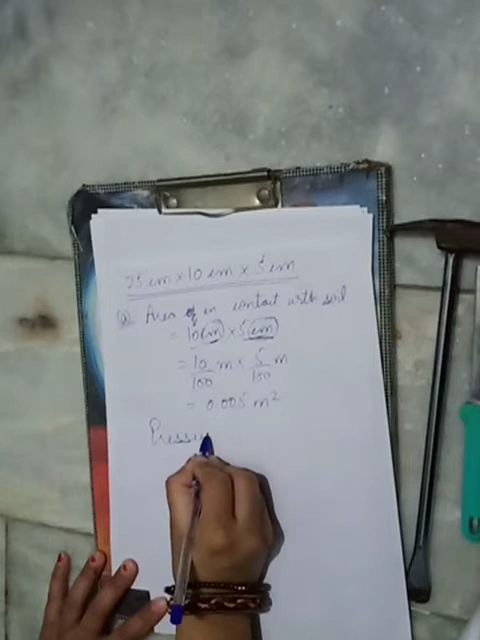 25 cm × 10 cm × 5 cm
Area of in contact with soil
= 10 cm × 5 cm
= 10/100 m × 5/100 m
= 0.005 m²
Pressu